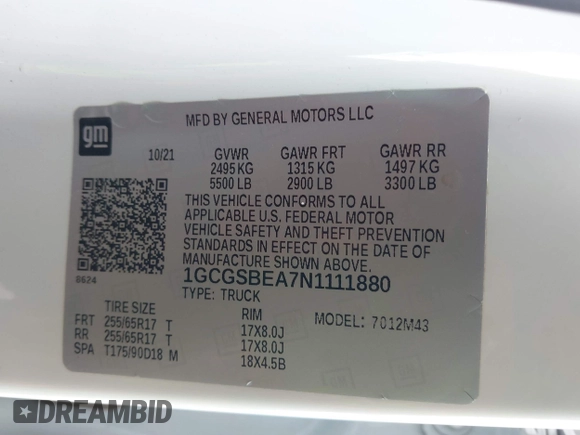 gm
MFD BY GENERAL MOTORS LLC
10/21 GVWR GAWR FRT GAWR RR
2495 KG 1315 KG 1497 KG
5500 LB 2900 LB 3300 LB
THIS VEHICLE CONFORMS TO ALL
APPLICABLE U.S. FEDERAL MOTOR
VEHICLE SAFETY AND THEFT PREVENTION
STANDARDS IN EFFECT ON THE DATE OF
MANUFACTURE SHOWN ABOVE.
8624
1GCGSBEA7N1111880
TYPE: TRUCK
TIRE SIZE RIM MODEL: 7012M43
FRT 255/65R17 T 17X8.0J
RR 255/65R17 T 17X8.0J
SPA T175/90D18 M 18X4.5B
DREAMBID